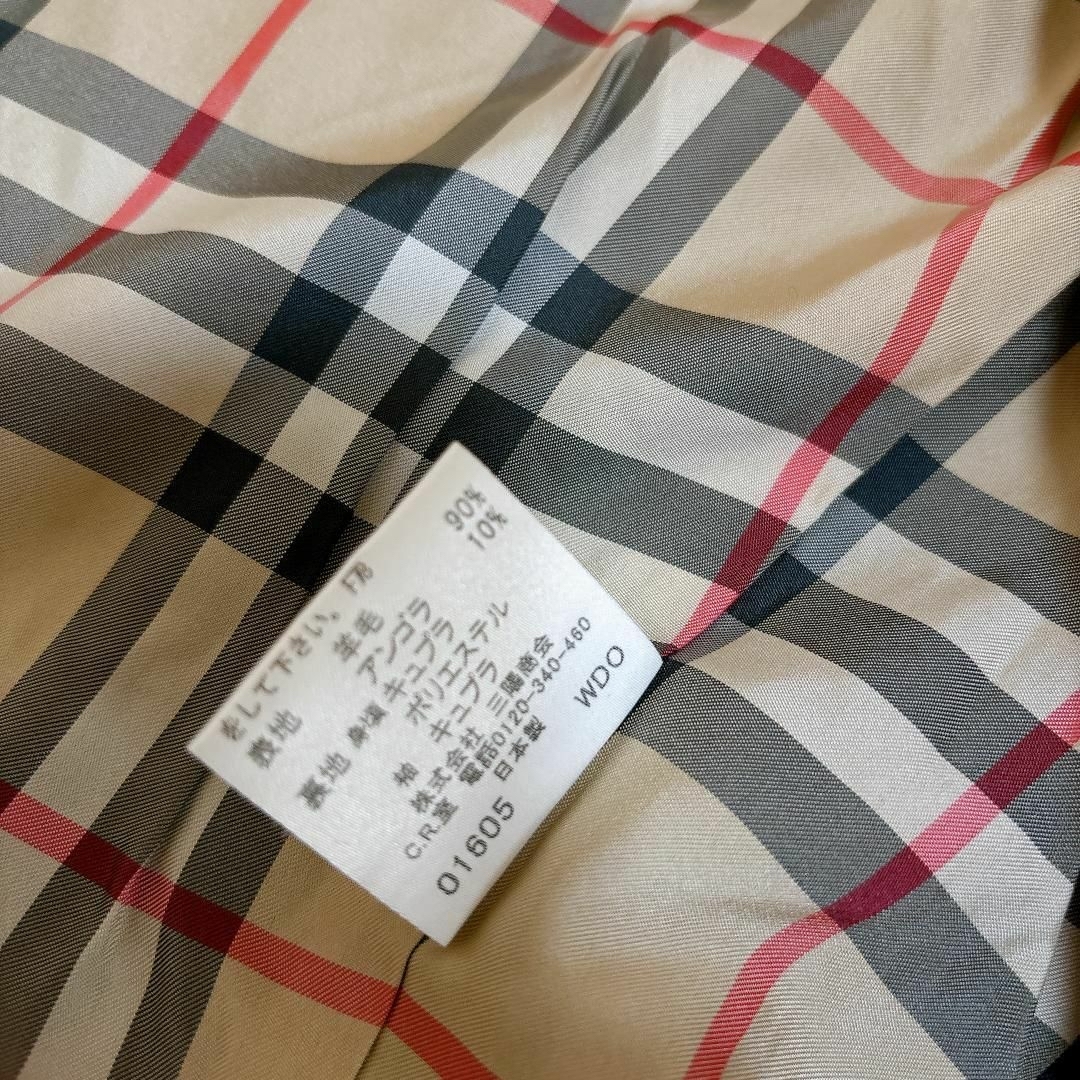 をして下さい。 F78
表地 羊毛 90%
アンゴラ 10%
裏地 身頃 キュプラ
ポリエステル
袖 キュプラ
株式会社 三陽商会
C.R.室 電話0120-340-460
日本製
01605 WDO